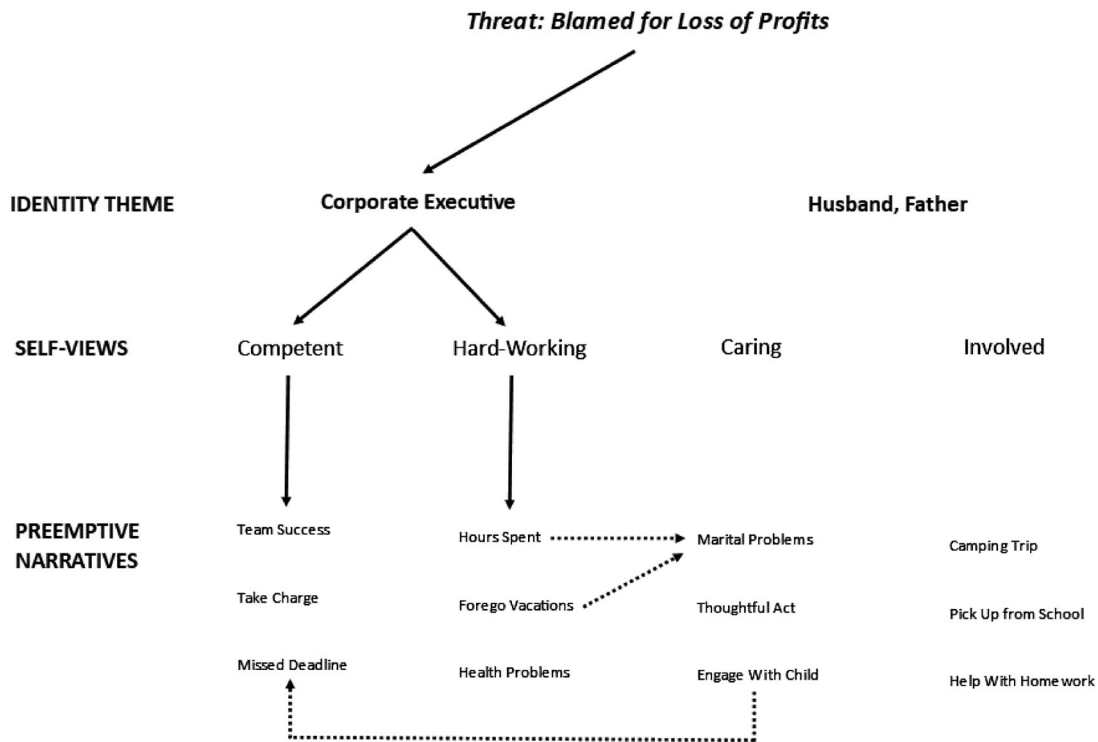 Threat: Blamed for Loss of Profits
IDENTITY THEME
Corporate Executive
Husband, Father
SELF-VIEWS
Competent
Hard-Working
Caring
Involved
PREEMPTIVE
NARRATIVES
Team Success
Hours Spent
Marital Problems
Camping Trip
Take Charge
Forego Vacations
Thoughtful Act
Pick Up from School
Missed Deadline
Health Problems
Engage With Child
Help With Homework